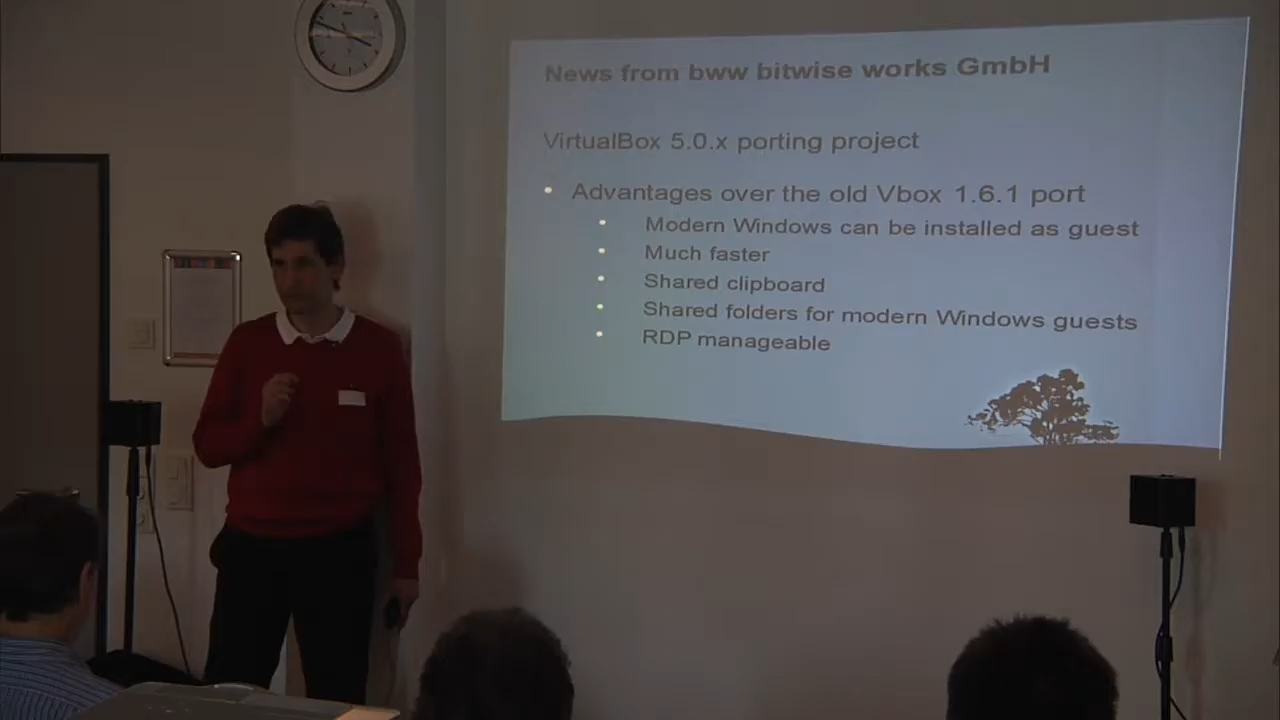 News from bww bitwise works GmbH
VirtualBox 5.0.x porting project
Advantages over the old Vbox 1.6.1 port
Modern Windows can be installed as guest
Much faster
Shared clipboard
Shared folders for modern Windows guests
RDP manageable